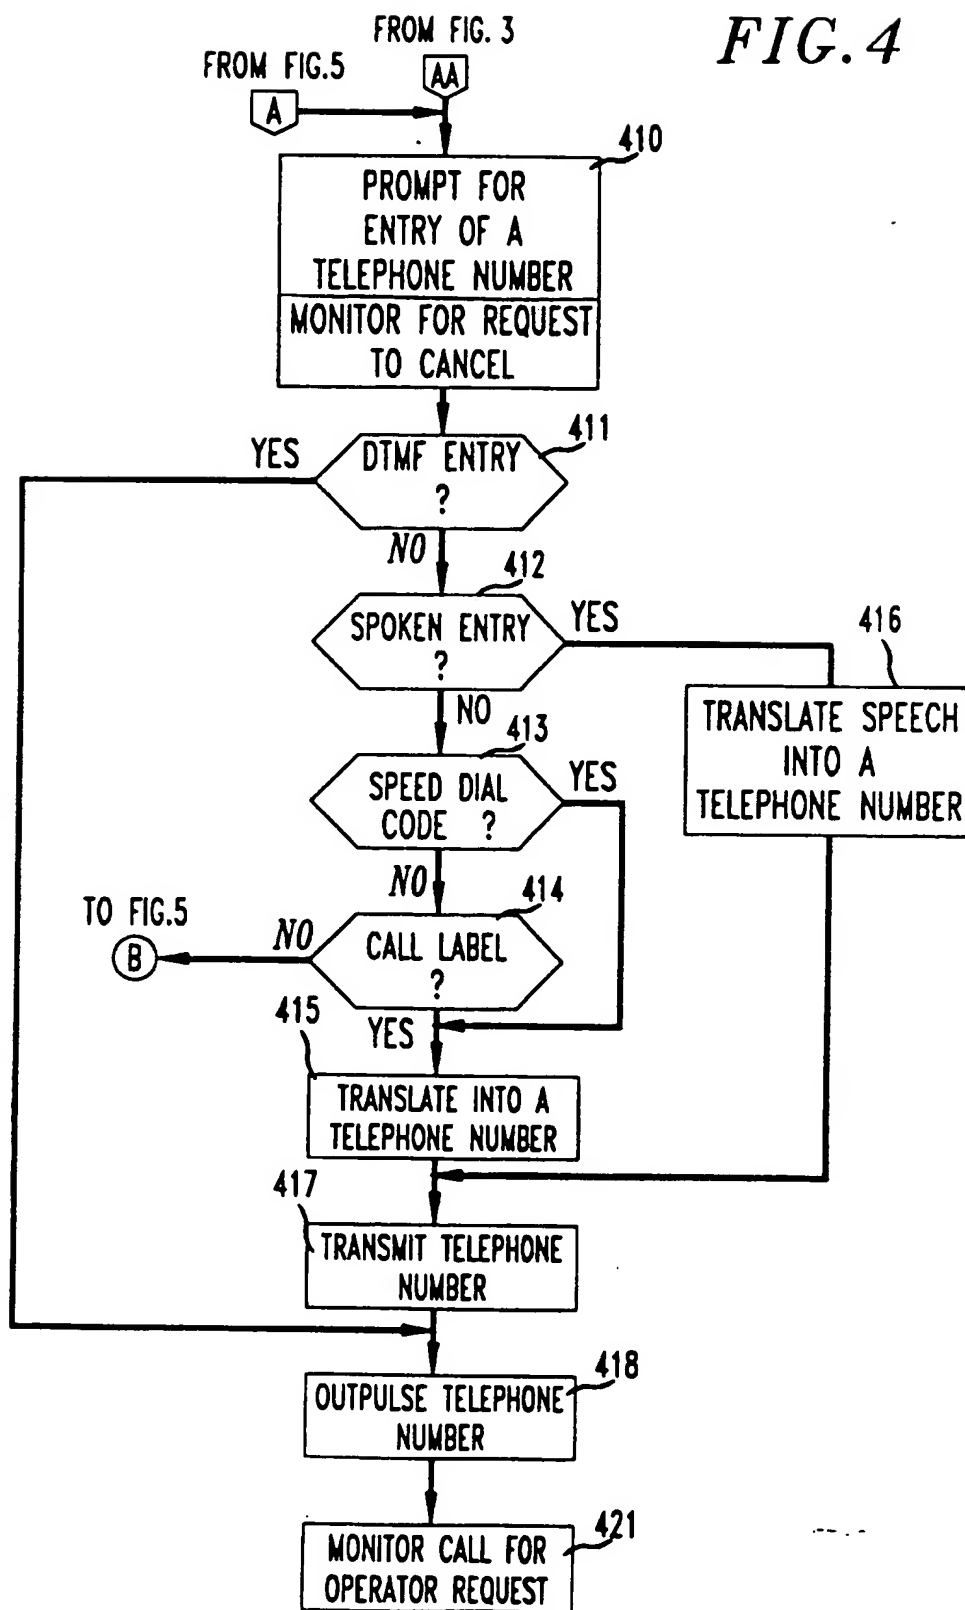 FROM FIG. 3
FIG. 4
FROM FIG.5
AA
A
410
PROMPT FOR
ENTRY OF A
TELEPHONE NUMBER
MONITOR FOR REQUEST
TO CANCEL
411
YES
DTMF ENTRY
?
NO
412
SPOKEN ENTRY
?
YES
416
NO
TRANSLATE SPEECH
INTO A
TELEPHONE NUMBER
413
SPEED DIAL
CODE ?
YES
NO
414
TO FIG.5
B
NO
CALL LABEL
?
415
YES
TRANSLATE INTO A
TELEPHONE NUMBER
417
TRANSMIT TELEPHONE
NUMBER
418
OUTPULSE TELEPHONE
NUMBER
421
MONITOR CALL FOR
OPERATOR REQUEST